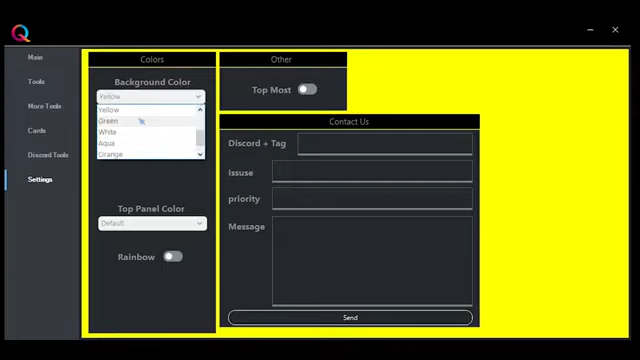 Q
Main
Tools
More Tools
Cards
Discord Tools
Settings
Colors
Background Color
Yellow
Yellow
Green
White
Aqua
Orange
Top Panel Color
Default
Rainbow
Other
Top Most
Contact Us
Discord + Tag
Issuse
priority
Message
Send